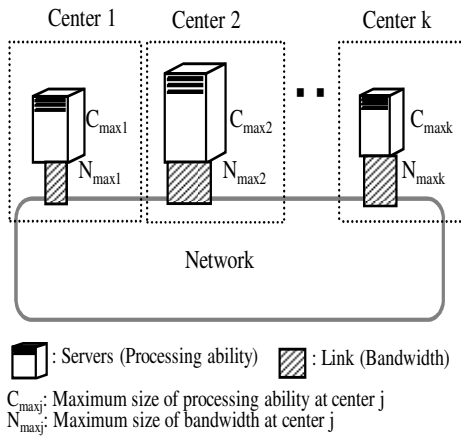 Center 1
Center 2
Center k
C_max1
C_max2
C_maxk
N_max1
N_max2
N_maxk
Network
: Servers (Processing ability)
: Link (Bandwidth)
C_maxj: Maximum size of processing ability at center j
N_maxj: Maximum size of bandwidth at center j